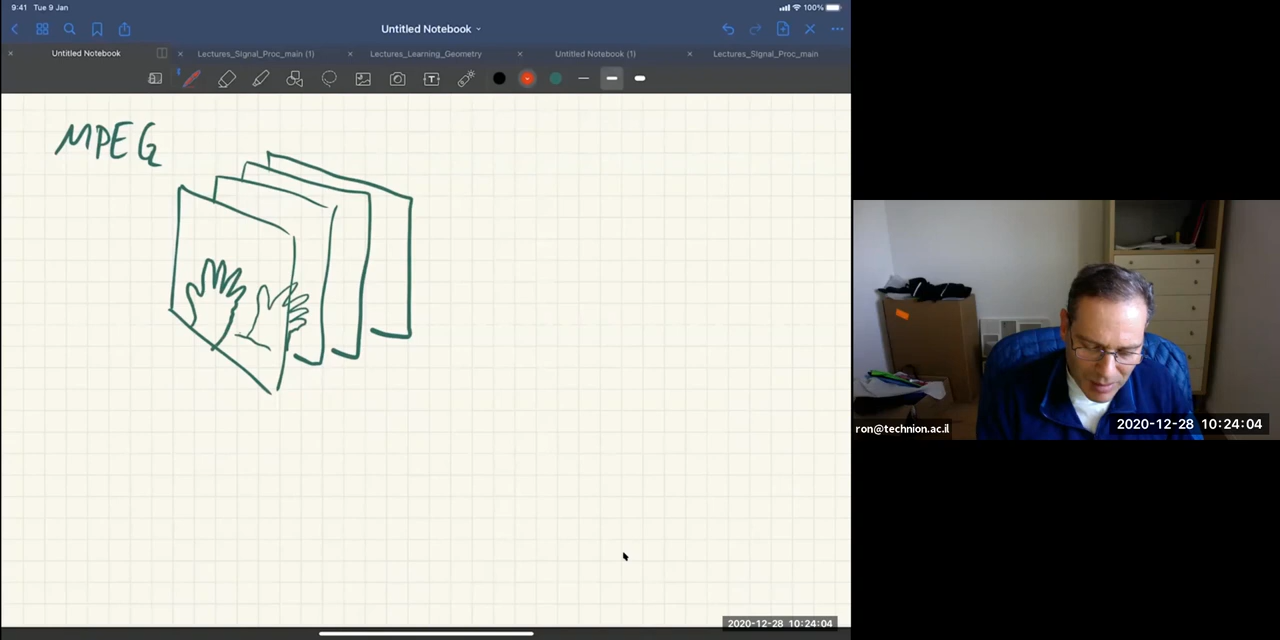 9:41 Tue 9 Jan
100%
Untitled Notebook
Untitled Notebook
Lectures_Signal_Proc_main (1)
Lectures_Learning_Geometry
Untitled Notebook (1)
Lectures_SIgnal_Proc_main
T
MPEG
ron@technion.ac.il
2020-12-28 10:24:04
2020-12-28 10:24:04